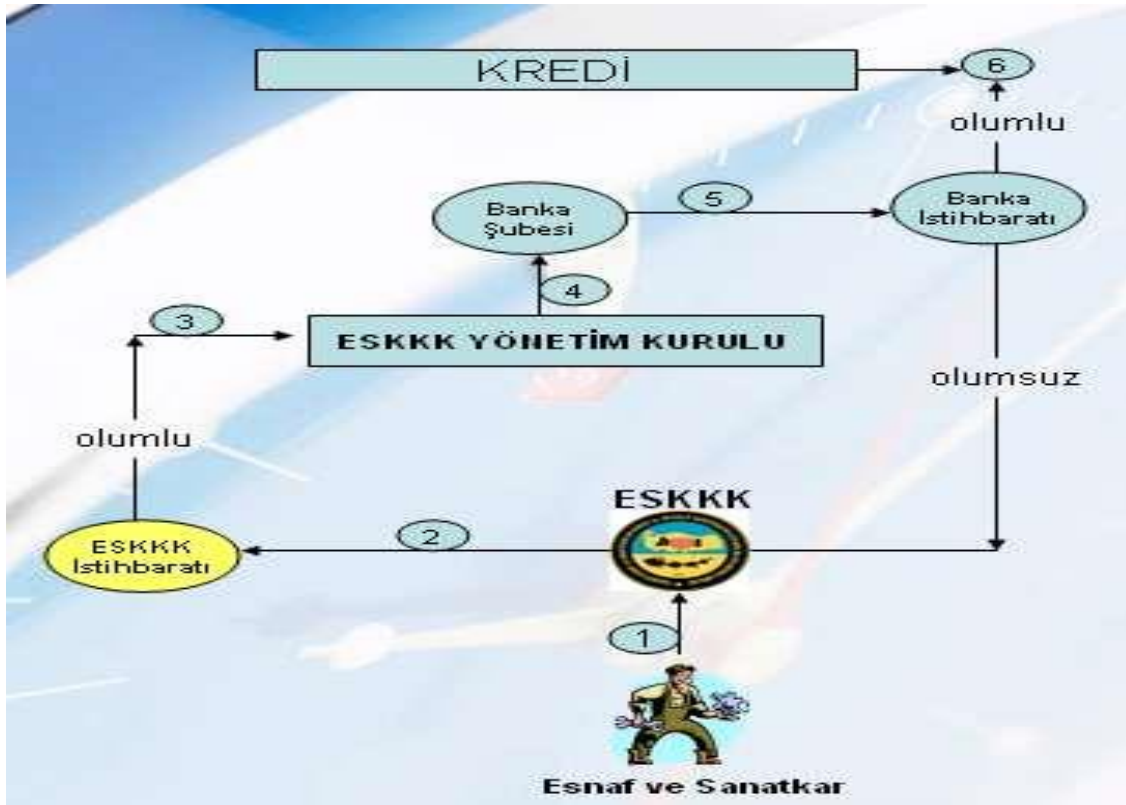 KREDİ
6
olumlu
Banka
Şubesi
5
Banka
İstihbaratı
4
3
ESKKK YÖNETİM KURULU
olumsuz
olumlu
ESKKK
2
ESKKK
İstihbaratı
1
Esnaf ve Sanatkar